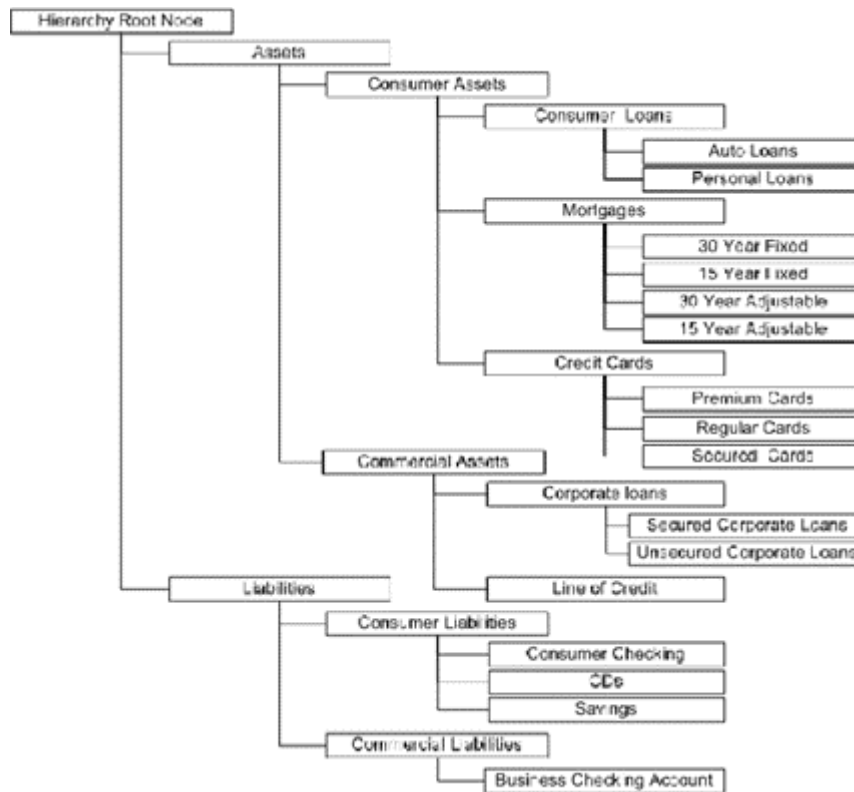 Hierarchy Root Node
Assets
Consumer Assets
Consumer Loans
Auto Loans
Personal Loans
Mortgages
30 Year Fixed
15 Year Fixed
30 Year Adjustable
15 Year Adjustable
Credit Cards
Premium Cards
Regular Cards
Secured Cards
Commercial Assets
Corporate loans
Secured Corporate Loans
Unsecured Corporate Loans
Line of Credit
Liabilities
Consumer Liabilities
Consumer Checking
CDs
Savings
Commercial Liabilities
Business Checking Account